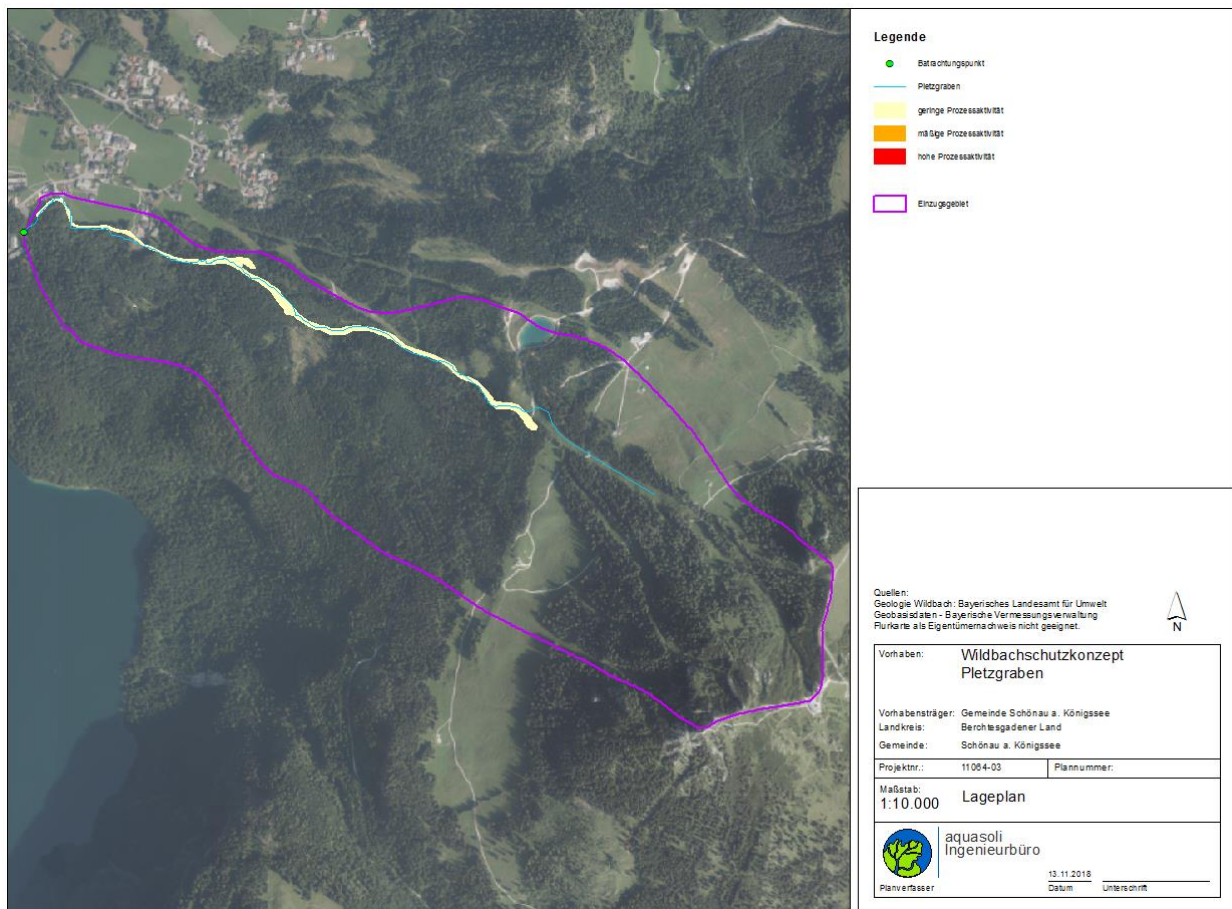 Legende
Batrachtungspunkt
Pletzgraben
geringe Prozessaktivität
mäßige Prozessaktivität
hohe Prozessaktivität
Einzugsgebiet
Quellen:
Geologie Wildbach: Bayerisches Landesamt für Umwelt
Geobasisdaten - Bayerische Vermessungsverwaltung
Flurkarte als Eigentümernachweis nicht geeignet.
N
Vorhaben: Wildbachschutzkonzept
Pletzgraben
Vorhabensträger: Gemeinde Schönau a. Königssee
Landkreis: Berchtesgadener Land
Gemeinde: Schönau a. Königssee
Projektnr.: 11064-03 Plannummer:
Maßstab:
1:10.000 Lageplan
aquasoli
Ingenieurbüro
13.11.2018
Planverfasser Datum Unterschrift